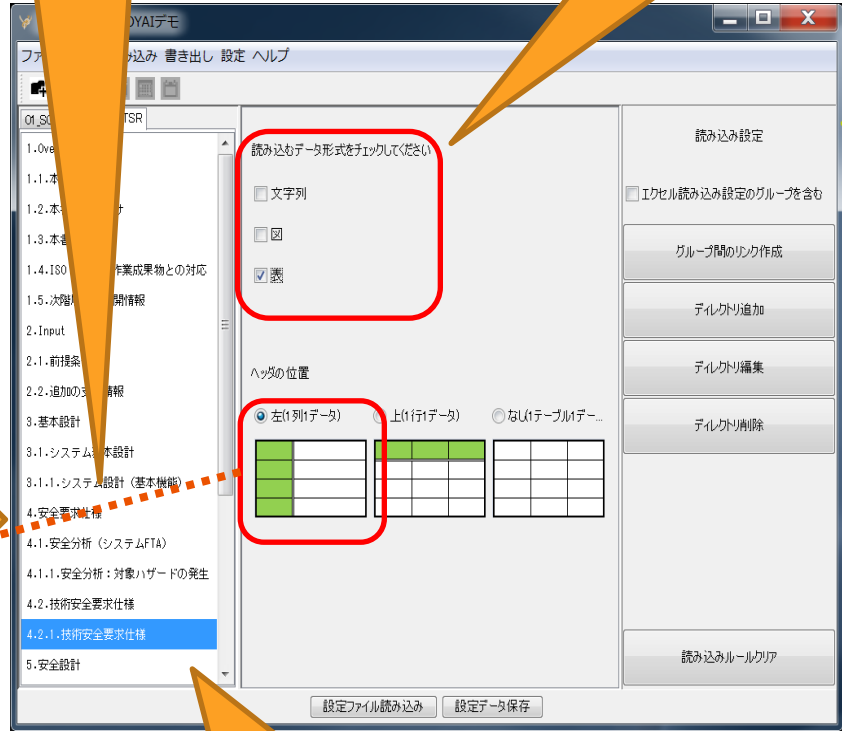 OYAIデモ
み込み 書き出し 設定 ヘルプ
TSR
1.Ove
1.1.本
1.2.本
1.3.本書
1.4.ISO 作業成果物との対応
1.5.次階層 開情報
2.Input
2.1.前提条
2.2.追加の支 情報
3.基本設計
3.1.システム基本設計
3.1.1.システム設計（基本機能）
4.安全要求仕様
4.1.安全分析（システムFTA）
4.1.1.安全分析：対象ハザードの発生
4.2.技術安全要求仕様
4.2.1.技術安全要求仕様
5.安全設計
読み込むデータ形式をチェックしてください
文字列
図
表
ヘッダの位置
左(1列1データ) 上(1行1データ) なし(1テーブル1デー...
読み込み設定
エクセル読み込み設定のグループを含む
グループ間のリンク作成
ディレクトリ追加
ディレクトリ編集
ディレクトリ削除
読み込みルールクリア
設定ファイル読み込み 設定データ保存